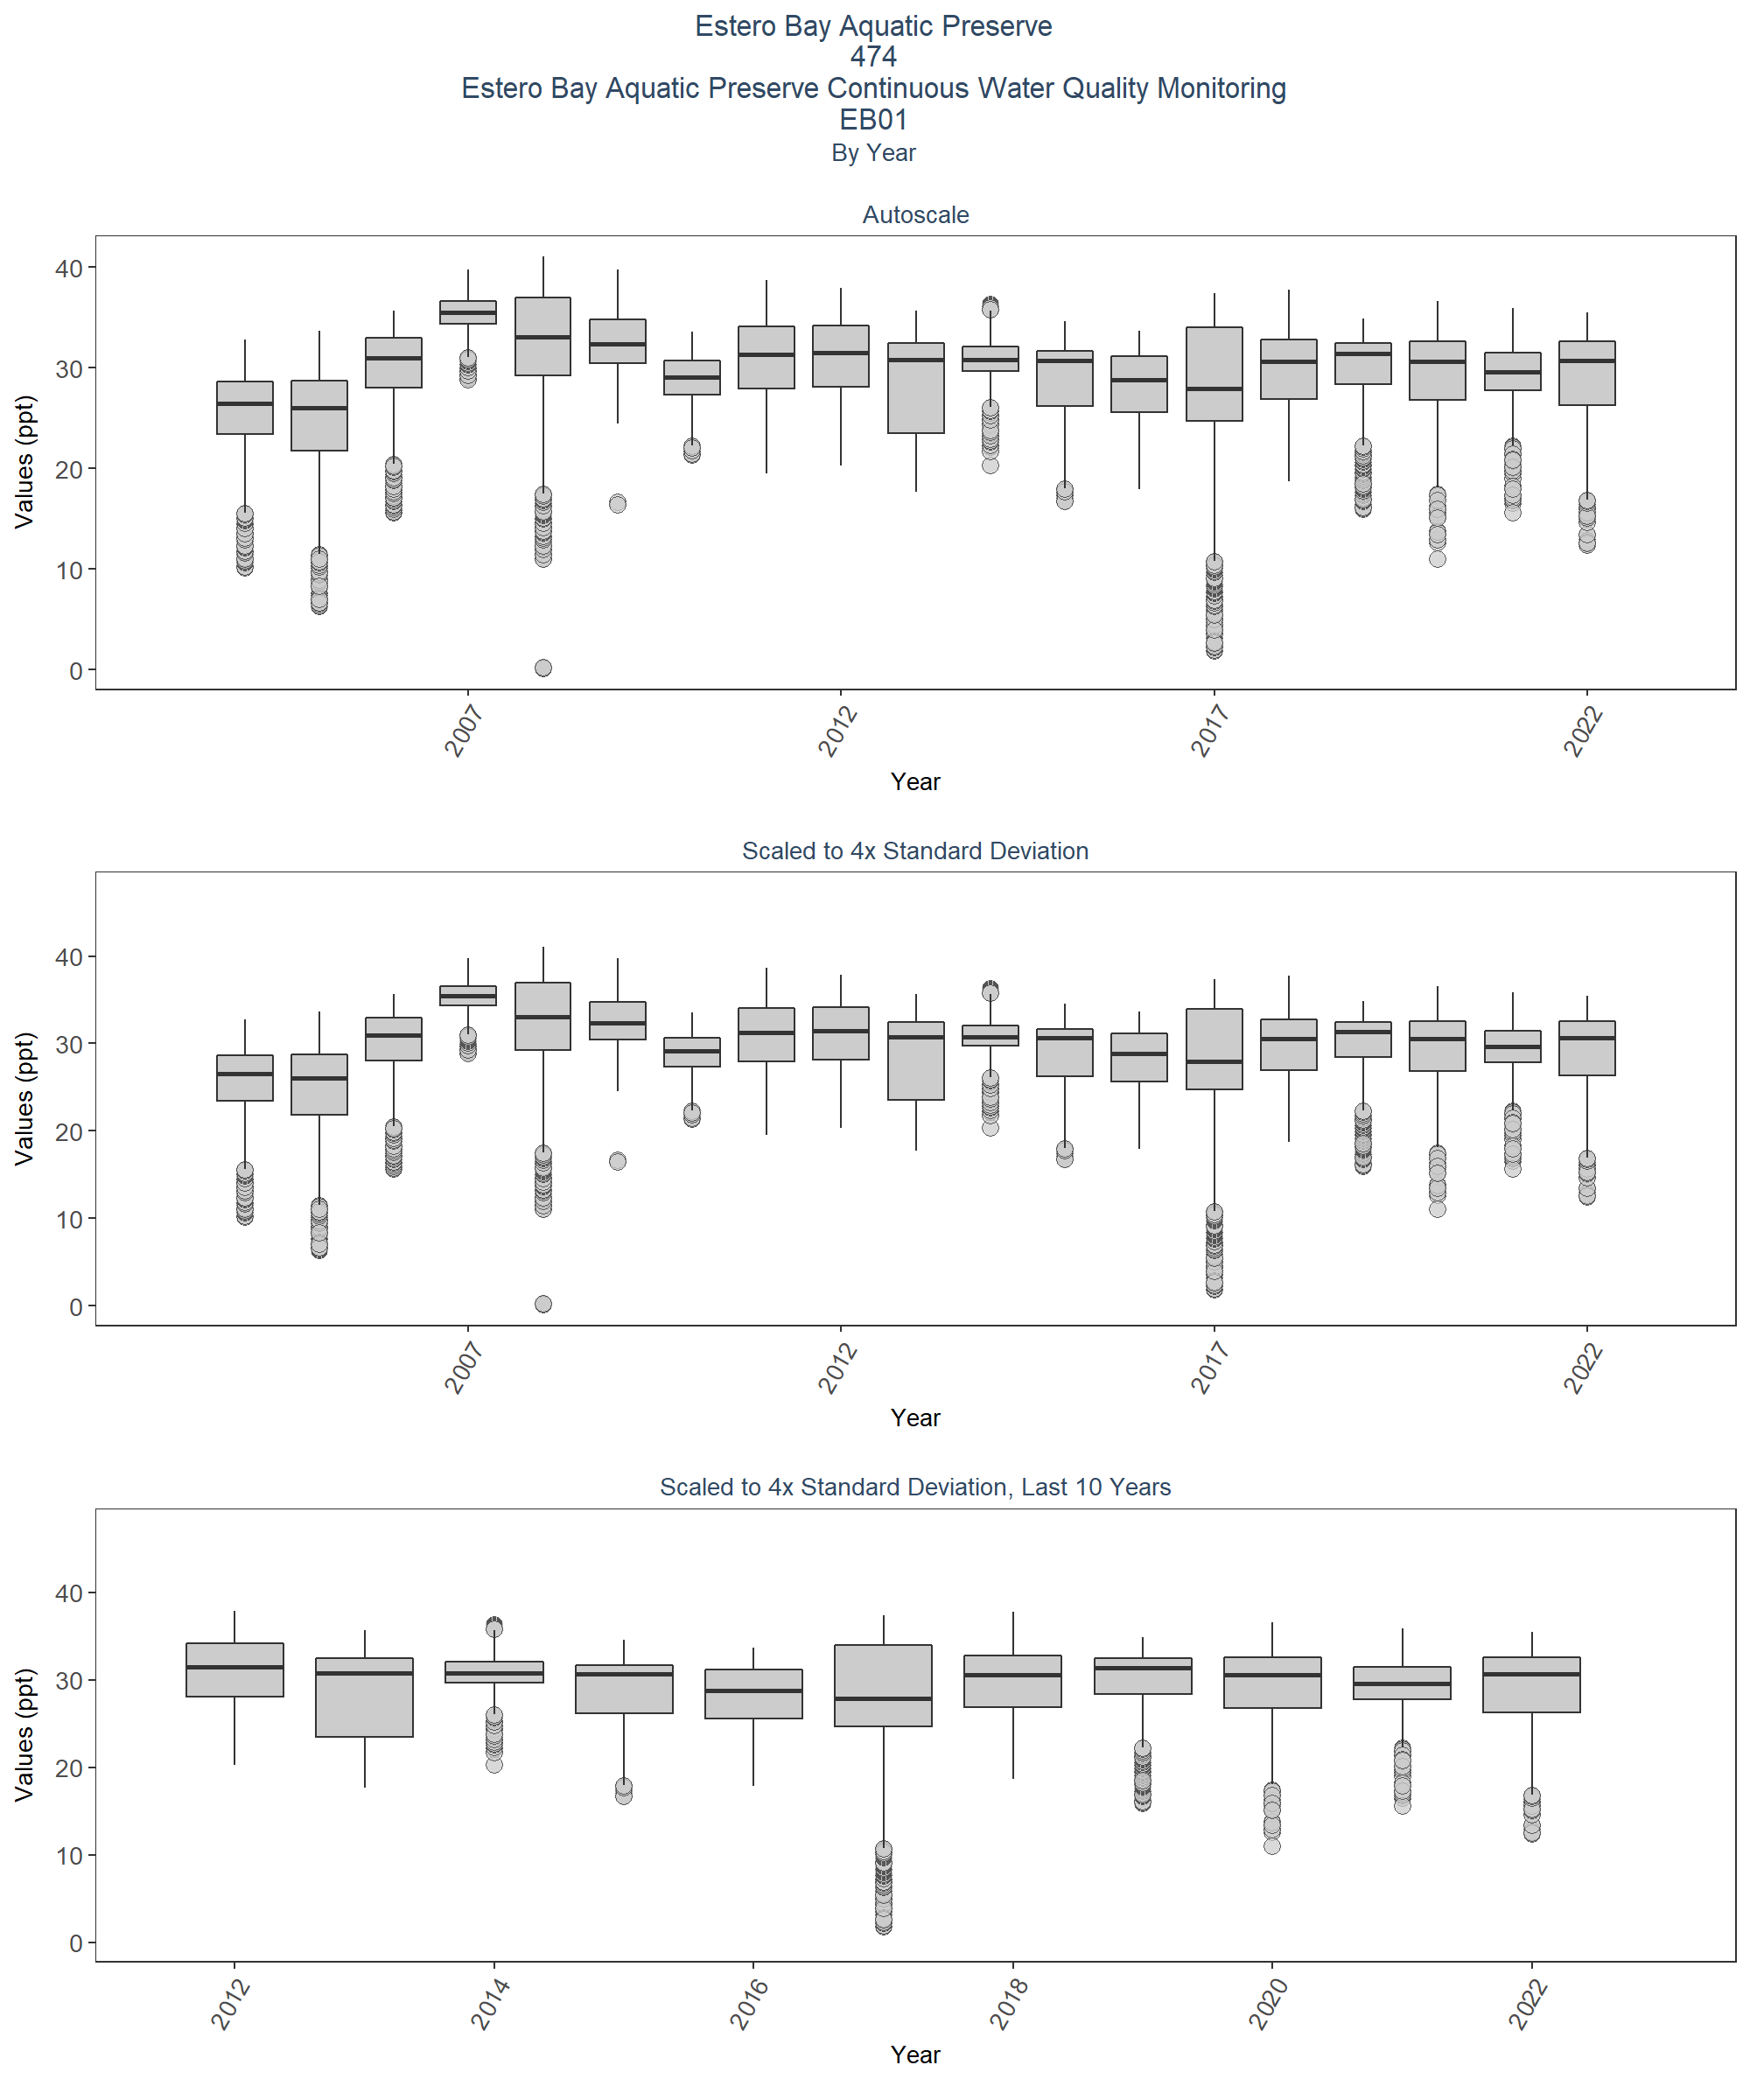 Estero Bay Aquatic Preserve
474
Estero Bay Aquatic Preserve Continuous Water Quality Monitoring
EB01
By Year
Autoscale
Values (ppt)
40
30
20
10
0
2007 2012 2017 2022
Year
Scaled to 4x Standard Deviation
Values (ppt)
40
30
20
10
0
2007 2012 2017 2022
Year
Scaled to 4x Standard Deviation, Last 10 Years
Values (ppt)
40
30
20
10
0
2012 2014 2016 2018 2020 2022
Year